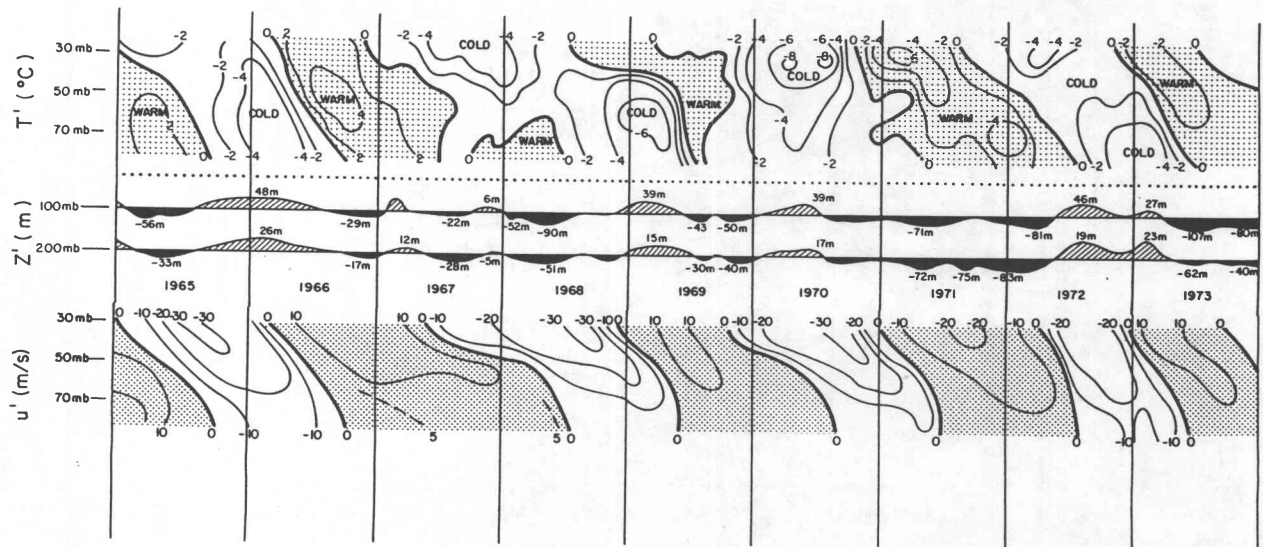 -2 -2 -4 0 2 0 -2 -4 COLD -4 -2 0 0 -2 -4 -6 -6 -4 0 -2 -4 -2 0 -2 -4 -4 -2 -2 0
30 mb
-8 -8
COLD
50 mb
WARM WARM WARM WARM
T' (°C)
COLD COLD COLD
70 mb
-6 -4 -4
WARM WARM
COLD
0 -2 -4 -4 -2 2 0 -2 -4 -2 0 -2 -2 0 0 -2 -4 -2 0
48m 6m 39m 39m 46m 27m
100mb
-56m -29m -22m -52m -90m -43 -50m -71m -81m -107m -80m
Z' (m)
26m 12m 15m 17m 19m 23m
200mb
-33m -17m -28m -5m -51m -30m -40m -72m -75m -83m -62m -40m
1965 1966 1967 1968 1969 1970 1971 1972 1973
0 -10 -20 -30 -30 0 10 10 0 -10 -20 -30 -30 -10 0 10 10 0 -10 -20 -30 -20 -10 0 10 20 20 10 0 -20 -20 0 10 10 0
30 mb
50mb
u' (m/s)
70mb
10 0 -10 -10 0 5 5 0 0 0 0 0 -10 -10 0 0